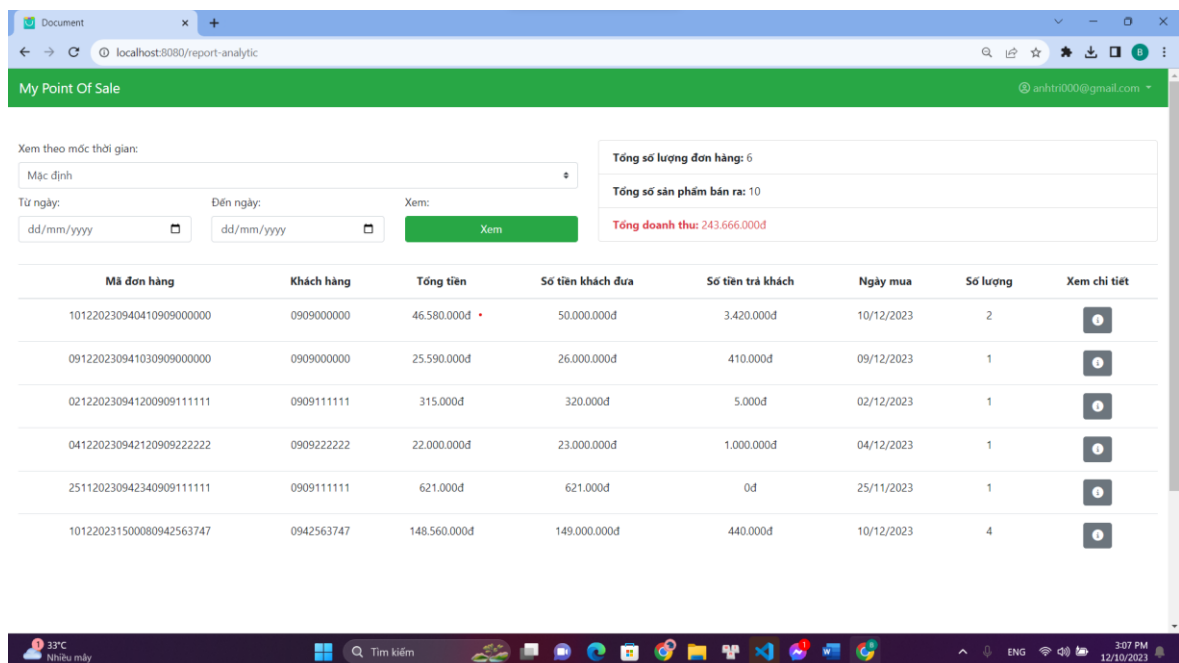 Document
localhost:8080/report-analytic
B
My Point Of Sale
anhtri000@gmail.com
Xem theo mốc thời gian:
Mặc định
Từ ngày: Đến ngày: Xem:
dd/mm/yyyy dd/mm/yyyy Xem
Tổng số lượng đơn hàng: 6
Tổng số sản phẩm bán ra: 10
Tổng doanh thu: 243.666.000đ
Mã đơn hàng Khách hàng Tổng tiền Số tiền khách đưa Số tiền trả khách Ngày mua Số lượng Xem chi tiết
101220230940410909000000 0909000000 46.580.000đ 50.000.000đ 3.420.000đ 10/12/2023 2
091220230941030909000000 0909000000 25.590.000đ 26.000.000đ 410.000đ 09/12/2023 1
021220230941200909111111 0909111111 315.000đ 320.000đ 5.000đ 02/12/2023 1
041220230942120909222222 0909222222 22.000.000đ 23.000.000đ 1.000.000đ 04/12/2023 1
251120230942340909111111 0909111111 621.000đ 621.000đ 0đ 25/11/2023 1
101220231500080942563747 0942563747 148.560.000đ 149.000.000đ 440.000đ 10/12/2023 4
1 33°C
Nhiều mây
Tìm kiếm
ENG
3:07 PM
12/10/2023